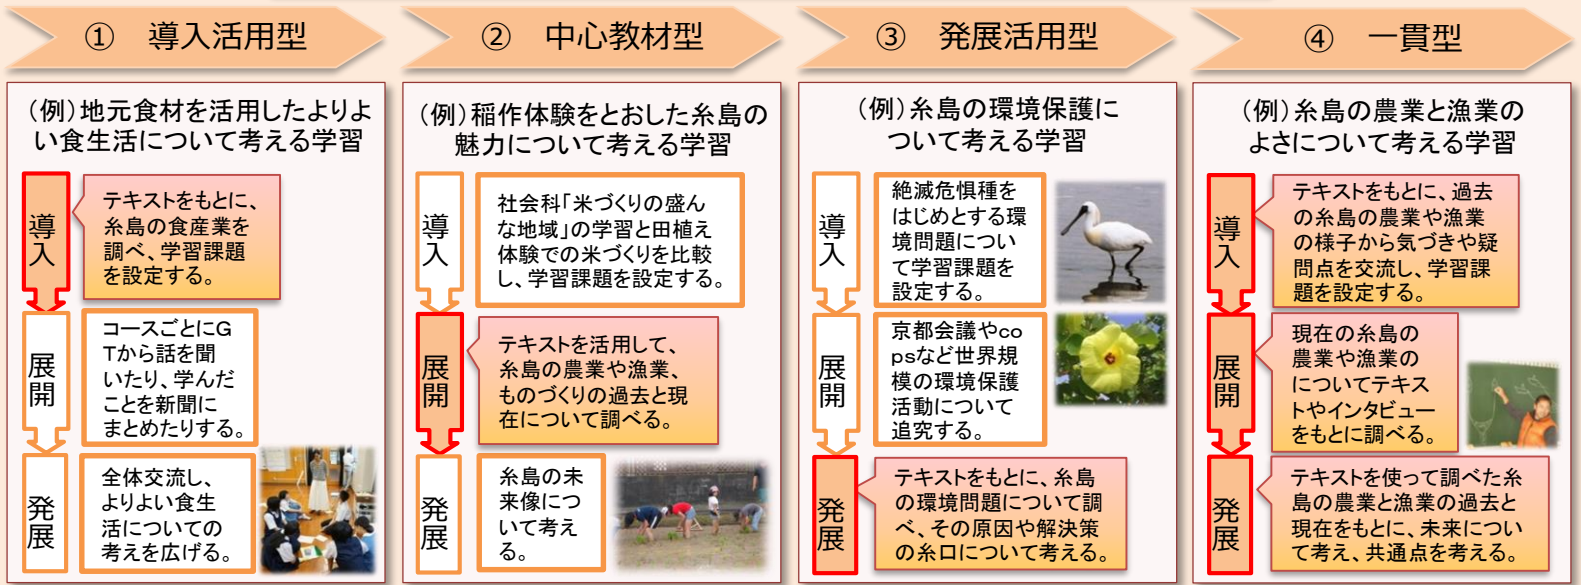 ① 導入活用型
(例)地元食材を活用したよりよ
い食生活について考える学習
導入
テキストをもとに、
糸島の食産業を
調べ、学習課題
を設定する。
展開
コースごとにG
Tから話を聞
いたり、学んだ
ことを新聞に
まとめたりする。
発展
全体交流し、
よりよい食生
活についての
考えを広げる。
② 中心教材型
(例)稲作体験をとおした糸島の
魅力について考える学習
導入
社会科「米づくりの盛ん
な地域」の学習と田植え
体験での米づくりを比較
し、学習課題を設定する。
展開
テキストを活用して、
糸島の農業や漁業、
ものづくりの過去と現
在について調べる。
発展
糸島の未
来像につ
いて考え
る。
③ 発展活用型
(例)糸島の環境保護に
ついて考える学習
導入
絶滅危惧種を
はじめとする環
境問題につい
て学習課題を
設定する。
展開
京都会議やco
psなど世界規
模の環境保護
活動について
追究する。
発展
テキストをもとに、糸島
の環境問題について調
べ、その原因や解決策
の糸口について考える。
④ 一貫型
(例)糸島の農業と漁業の
よさについて考える学習
導入
テキストをもとに、過去
の糸島の農業や漁業
の様子から気づきや疑
問点を交流し、学習課
題を設定する。
展開
現在の糸島の
農業や漁業の
についてテキス
トやインタビュー
をもとに調べる。
発展
テキストを使って調べた糸
島の農業と漁業の過去と
現在をもとに、未来につい
て考え、共通点を考える。